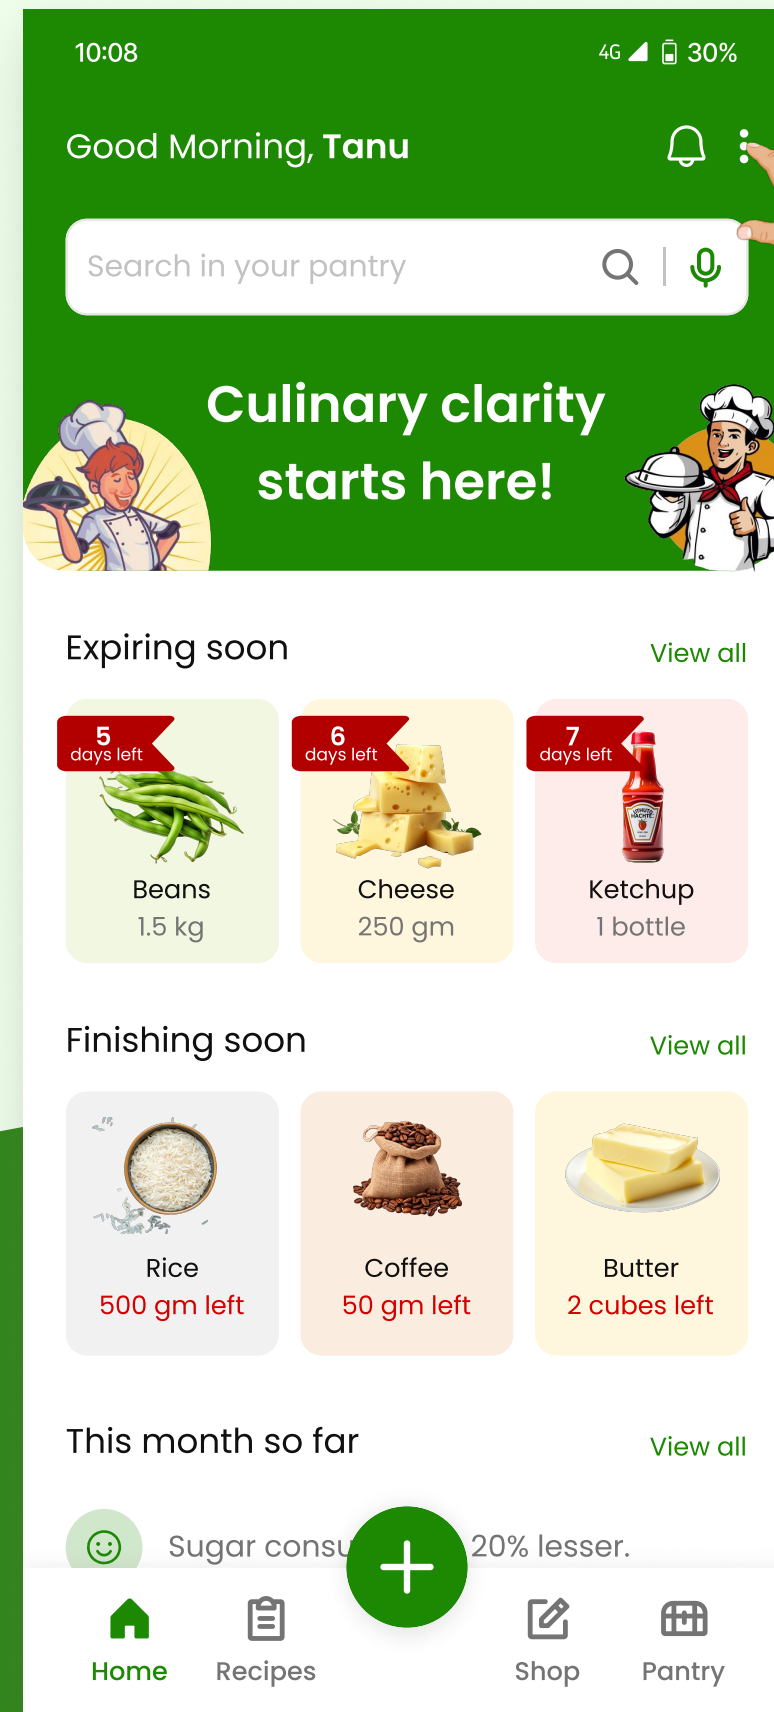 10:08
4G 30%
Good Morning, Tanu
Search in your pantry
Culinary clarity
starts here!
Expiring soon
View all
5
days left
6
days left
7
days left
Beans
1.5 kg
Cheese
250 gm
Ketchup
1 bottle
Finishing soon
View all
Rice
500 gm left
Coffee
50 gm left
Butter
2 cubes left
This month so far
View all
Sugar 20% lesser.
Home
Recipes
Shop
Pantry